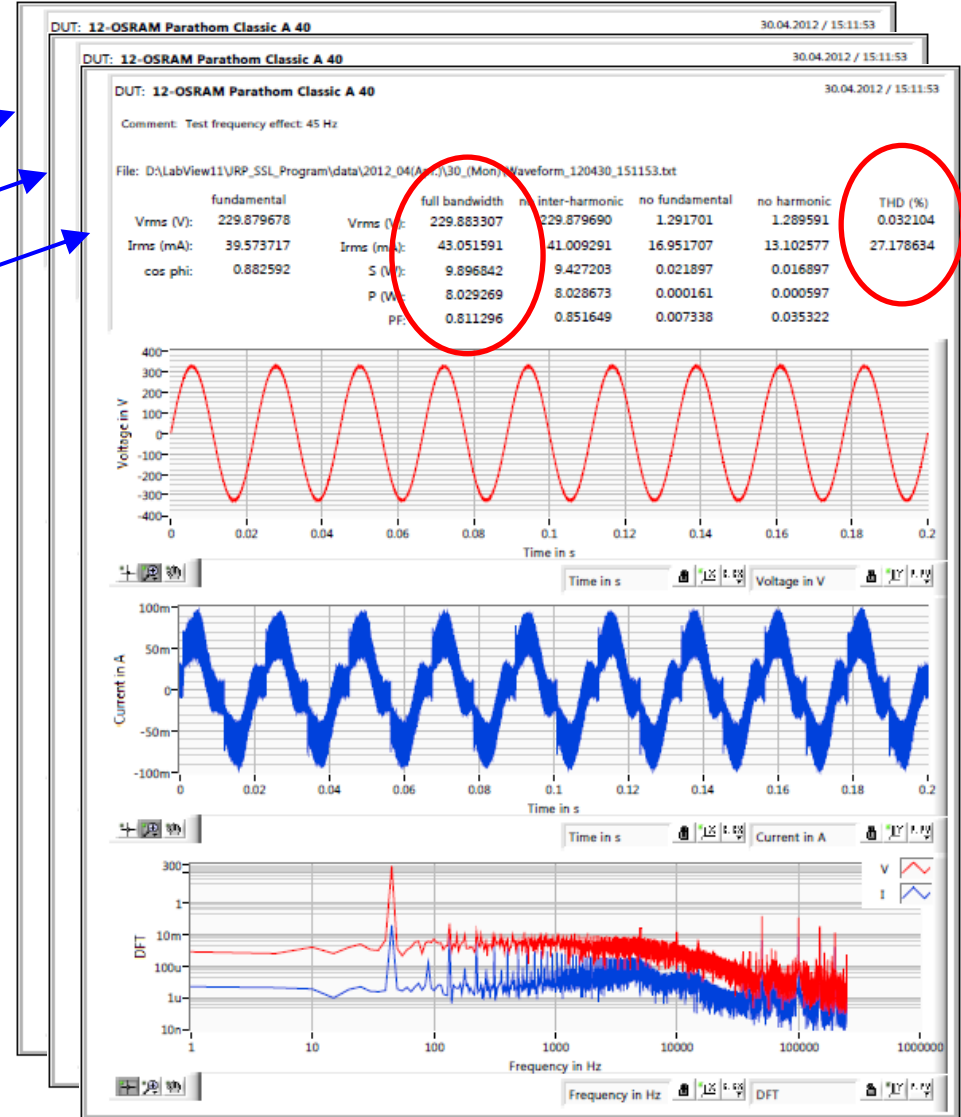 DUT: 12-OSRAM Parathom Classic A 40 30.04.2012 / 15:11:53
DUT: 12-OSRAM Parathom Classic A 40 30.04.2012 / 15:11:53
DUT: 12-OSRAM Parathom Classic A 40 30.04.2012 / 15:11:53
Comment: Test frequency effect: 45 Hz
File: D:\LabView11\JRP_SSL_Program\data\2012_04(Apr.)\30_(Mon)\Waveform_120430_151153.txt
fundamental full bandwidth no inter-harmonic no fundamental no harmonic THD (%)
Vrms (V): 229.879678 Vrms (V): 229.883307 229.879690 1.291701 1.289591 0.032104
Irms (mA): 39.573717 Irms (mA): 43.051591 41.009291 16.951707 13.102577 27.178634
cos phi: 0.882592 S (W): 9.896842 9.427203 0.021897 0.016897
P (W): 8.029269 8.028673 0.000161 0.000597
PF: 0.811296 0.851649 0.007338 0.035322
400
300
200
100
0
-100
-200
-300
-400
Voltage in V
0 0.02 0.04 0.06 0.08 0.1 0.12 0.14 0.16 0.18 0.2
Time in s
Time in s Voltage in V
100m
50m
0
-50m
-100m
Current in A
0 0.02 0.04 0.06 0.08 0.1 0.12 0.14 0.16 0.18 0.2
Time in s
Time in s Current in A
300
1
10m
100u
1u
10n
DFT
V
I
1 10 100 1000 10000 100000 1000000
Frequency in Hz
Frequency in Hz DFT